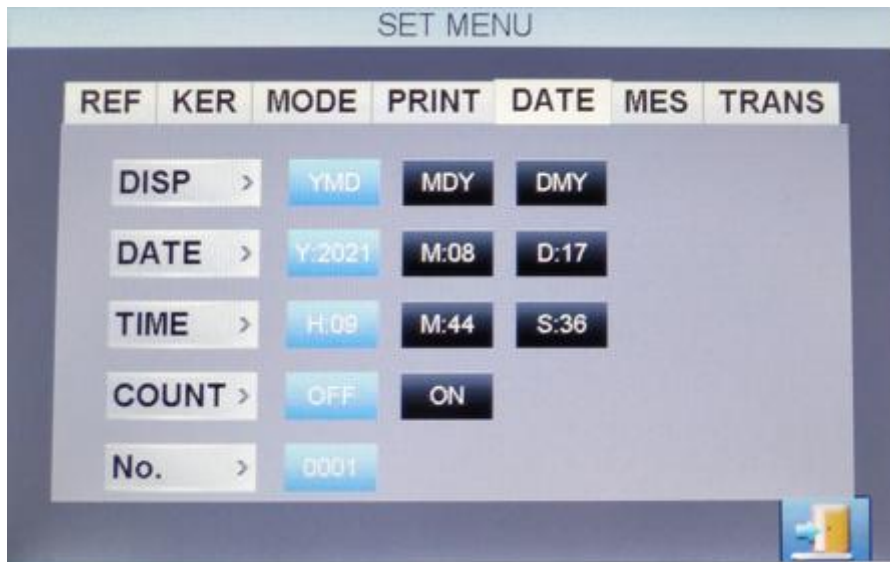 SET MENU
REF KER MODE PRINT DATE MES TRANS
DISP > YMD MDY DMY
DATE > Y:2021 M:08 D:17
TIME > H:09 M:44 S:36
COUNT > OFF ON
No. > 0001